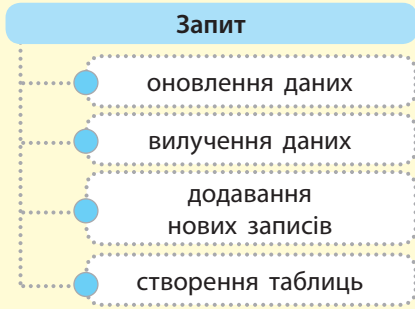 Запит
оновлення даних
вилучення даних
додавання
нових записів
створення таблиць